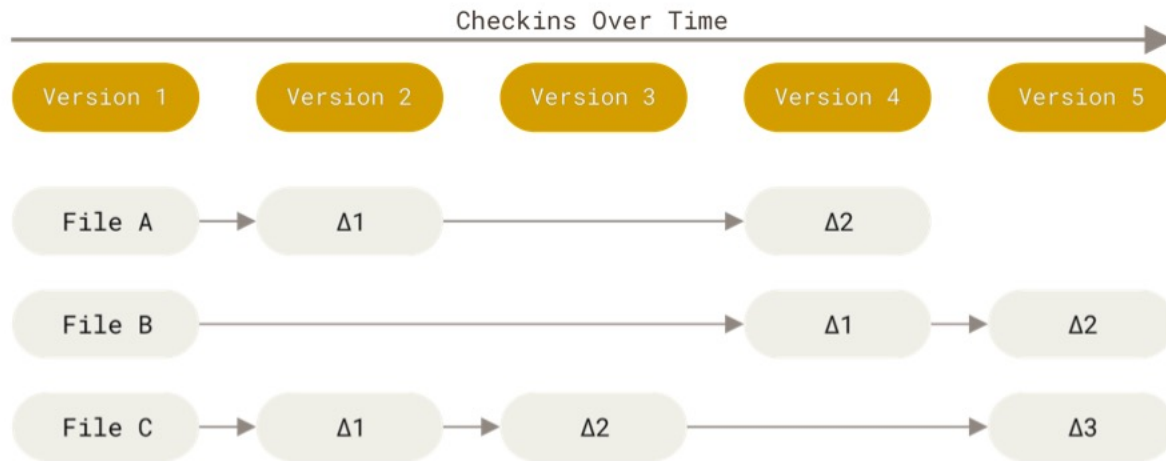 Checkins Over Time
Version 1 Version 2 Version 3 Version 4 Version 5
File A Δ1 Δ2
File B Δ1 Δ2
File C Δ1 Δ2 Δ3